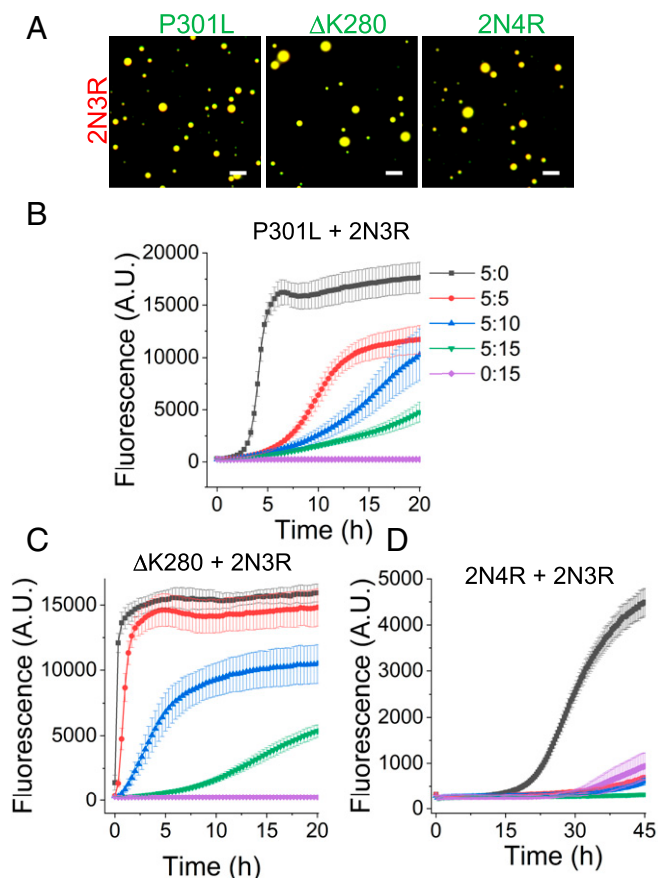 A
P301L ΔK280 2N4R
2N3R
B
P301L + 2N3R
20000
15000
10000
5000
0
Fluorescence (A.U.)
0 5 10 15 20
Time (h)
5:0
5:5
5:10
5:15
0:15
C
ΔK280 + 2N3R
15000
10000
5000
0
Fluorescence (A.U.)
0 5 10 15 20
Time (h)
D
2N4R + 2N3R
5000
4000
3000
2000
1000
0
Fluorescence (A.U.)
0 15 30 45
Time (h)